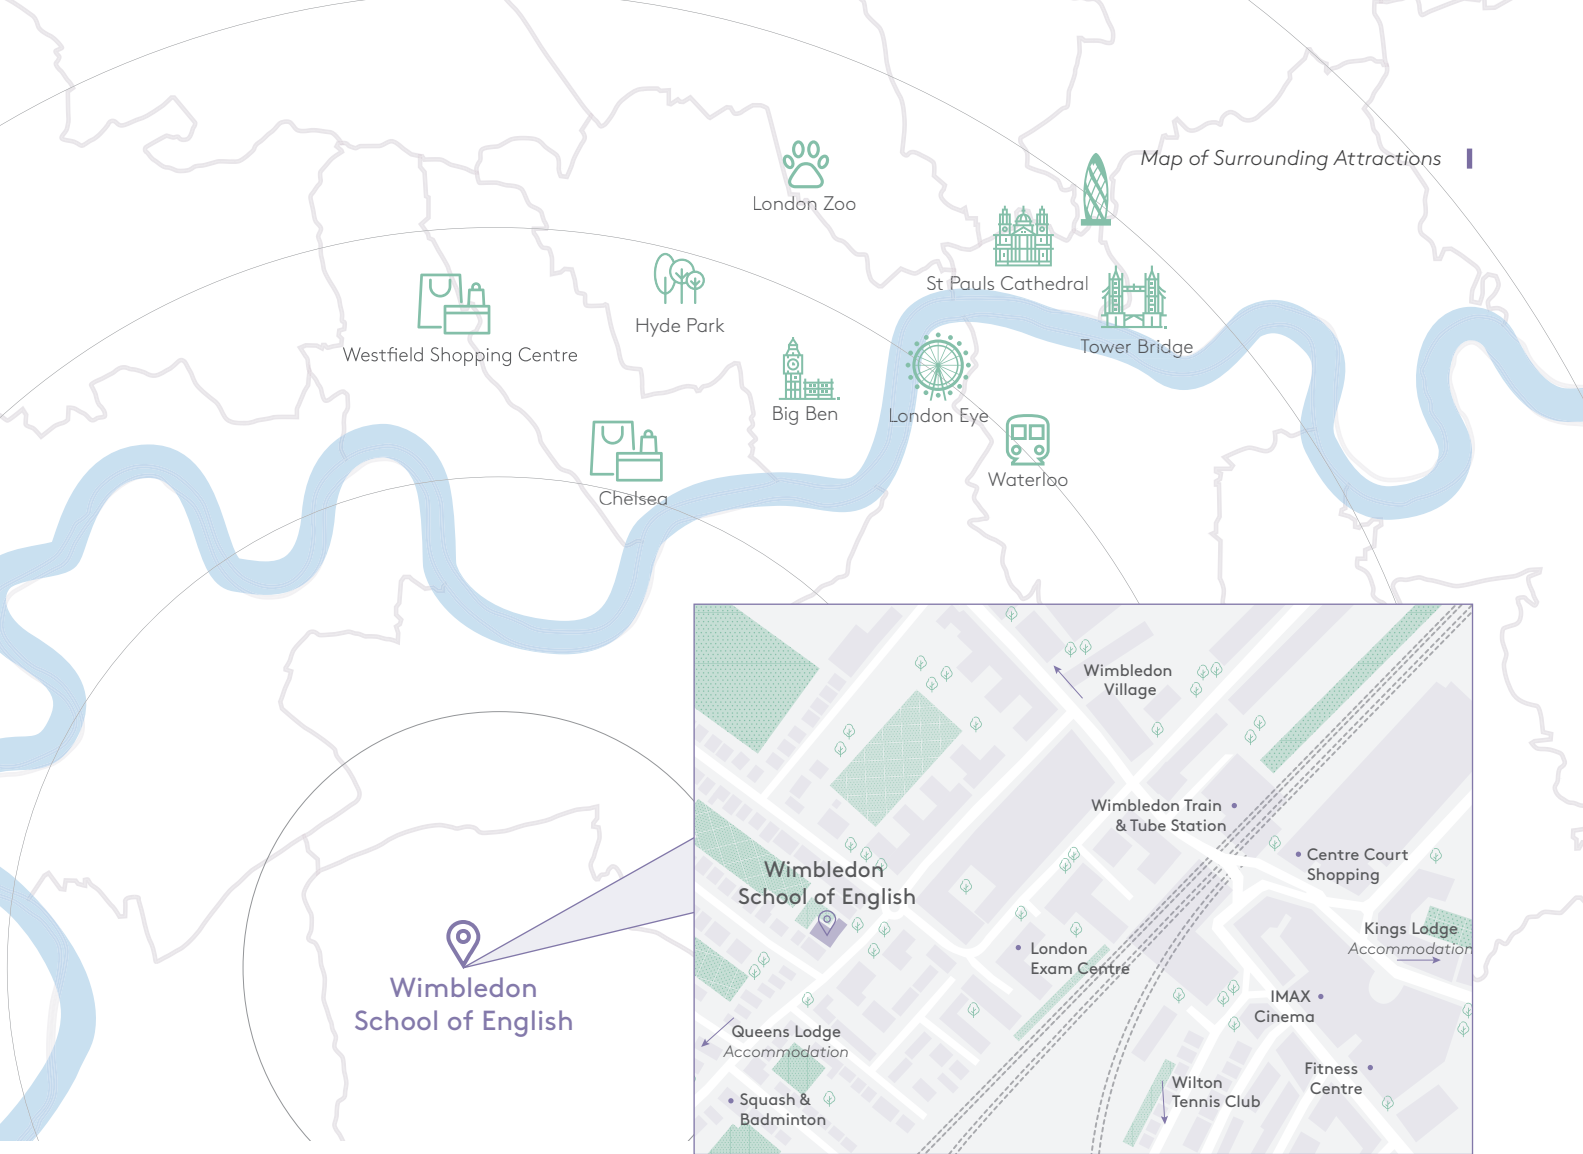 Map of Surrounding Attractions
London Zoo
St Pauls Cathedral
Hyde Park
Westfield Shopping Centre
Tower Bridge
Big Ben
London Eye
Waterloo
Chelsea
Wimbledon
School of English
Wimbledon
Village
Wimbledon Train
& Tube Station
Centre Court
Shopping
Wimbledon
School of English
Kings Lodge
Accommodation
London
Exam Centre
IMAX
Cinema
Queens Lodge
Accommodation
Fitness
Centre
Wilton
Tennis Club
Squash &
Badminton